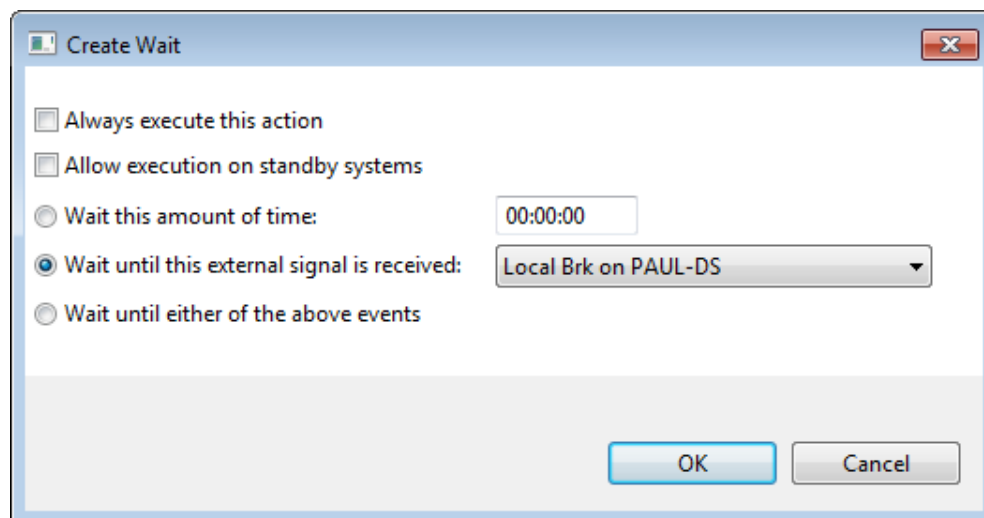 Create Wait
Always execute this action
Allow execution on standby systems
Wait this amount of time: 00:00:00
Wait until this external signal is received: Local Brk on PAUL-DS
Wait until either of the above events
OK Cancel